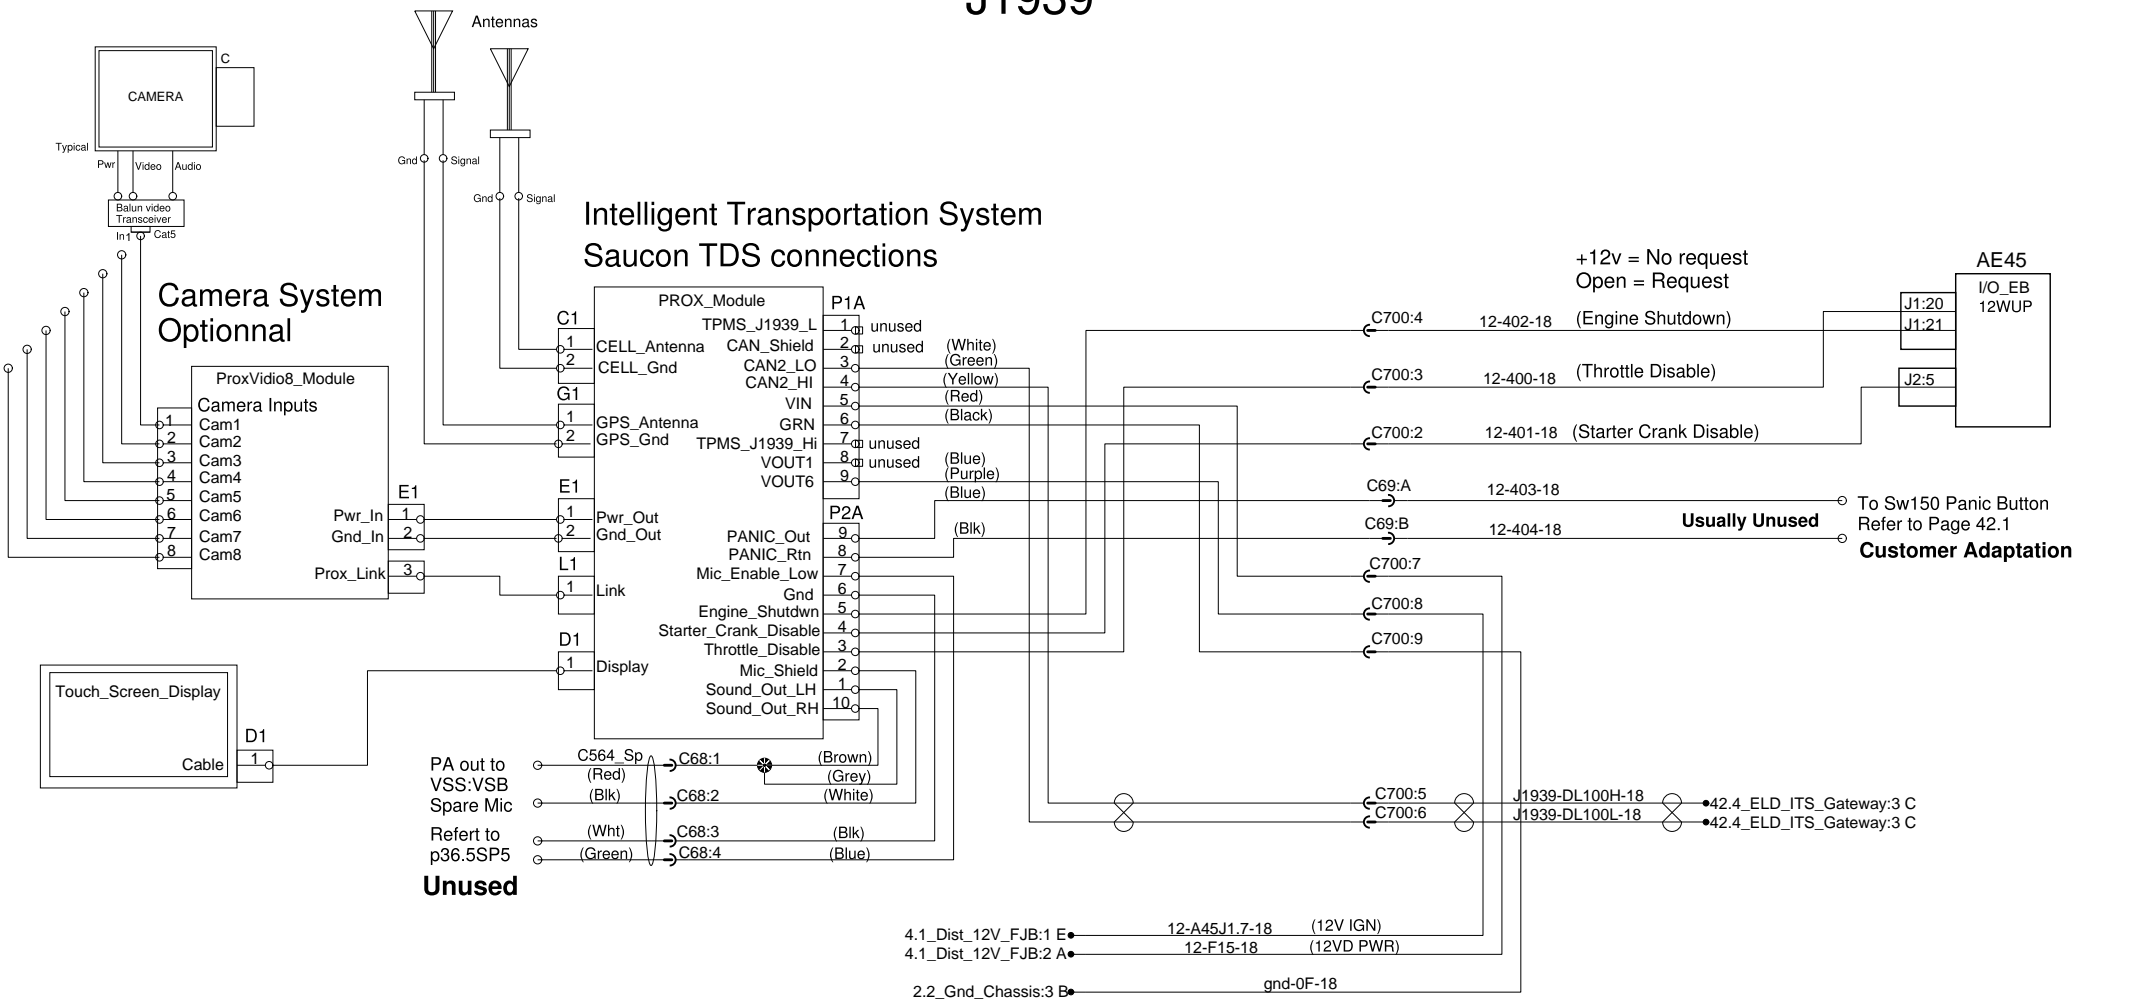 J1939
Antennas
C
CAMERA
Typical
Pwr
Video
Audio
Gnd
Signal
Gnd
Signal
Balun video
Transceiver
In1
Cat5
Intelligent Transportation System
Saucon TDS connections
Camera System
Optionnal
ProxVidio8_Module
Camera Inputs
1 Cam1
2 Cam2
3 Cam3
4 Cam4
5 Cam5
6 Cam6
7 Cam7
8 Cam8
E1
Pwr_In 1
Gnd_In 2
Prox_Link 3
Touch_Screen_Display
D1
Cable 1
PROX_Module
C1
1 CELL_Antenna
2 CELL_Gnd
G1
1 GPS_Antenna
2 GPS_Gnd
E1
1 Pwr_Out
2 Gnd_Out
L1
1 Link
D1
1 Display
P1A
TPMS_J1939_L 1 unused
CAN_Shield 2 unused
CAN2_LO 3
CAN2_HI 4
VIN 5
GRN 6
TPMS_J1939_Hi 7 unused
VOUT1 8 unused
VOUT6 9
(White)
(Green)
(Yellow)
(Red)
(Black)
(Blue)
(Purple)
(Blue)
(Blk)
P2A
PANIC_Out 9
PANIC_Rtn 8
Mic_Enable_Low 7
Gnd 6
Engine_Shutdwn 5
Starter_Crank_Disable 4
Throttle_Disable 3
Mic_Shield 2
Sound_Out_LH 1
Sound_Out_RH 10
+12v = No request
Open = Request
AE45
I/O_EB
12WUP
J1:20
J1:21
J2:5
C700:4 12-402-18 (Engine Shutdown)
C700:3 12-400-18 (Throttle Disable)
C700:2 12-401-18 (Starter Crank Disable)
C69:A 12-403-18
C69:B 12-404-18
Usually Unused
To Sw150 Panic Button
Refer to Page 42.1
Customer Adaptation
C700:7
C700:8
C700:9
PA out to
VSS:VSB
Spare Mic
Refert to
p36.5SP5
Unused
C564_Sp C68:1 (Brown)
(Red) (Grey)
(Blk) C68:2 (White)
(Wht) C68:3 (Blk)
(Green) C68:4 (Blue)
C700:5 J1939-DL100H-18 42.4_ELD_ITS_Gateway:3 C
C700:6 J1939-DL100L-18 42.4_ELD_ITS_Gateway:3 C
4.1_Dist_12V_FJB:1 E 12-A45J1.7-18 (12V IGN)
4.1_Dist_12V_FJB:2 A 12-F15-18 (12VD PWR)
2.2_Gnd_Chassis:3 B gnd-0F-18